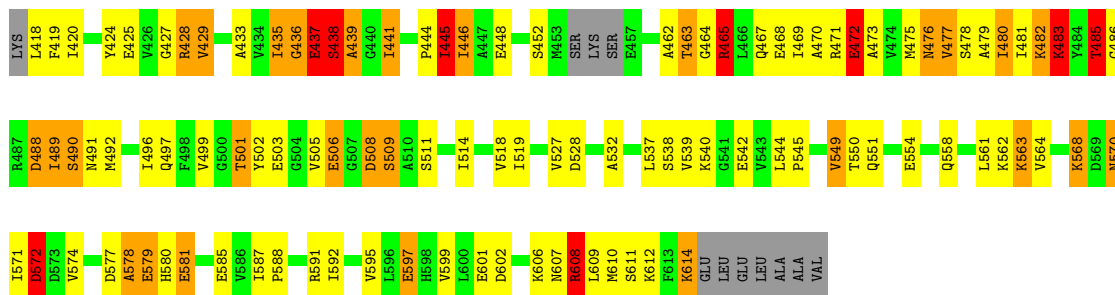 LYS L418 F419 I420 Y424 E425 V426 G427 R428 V429 A433 V434 I435 G436 E437 S438 A439 G440 I441 P444 I445 I446 A447 E448 S452 M453 SER LYS SER E457 A462 T463 G464 R465 L466 Q467 E468 I469 A470 R471 E472 A473 V474 M475 N476 V477 S478 A479 I480 I481 K482 K483 Y484 T485
R487 D488 I489 S490 N491 M492 I496 Q497 F498 V499 G500 T501 Y502 E503 G504 V505 E506 G507 D508 S509 A510 S511 I514 V518 I519 V527 D528 A532 L537 S538 V539 K540 G541 E542 V543 L544 P545 V549 T550 Q551 E554 Q558 L561 K562 K563 V564 K568 D569
I571 D572 D573 V574 D577 A578 E579 H580 E581 E585 V586 I587 P588 R591 I592 V595 L596 E597 H598 V599 L600 E601 D602 K606 N607 R608 L609 M610 S611 K612 F613 K614 GLU LEU GLU LEU ALA ALA VAL